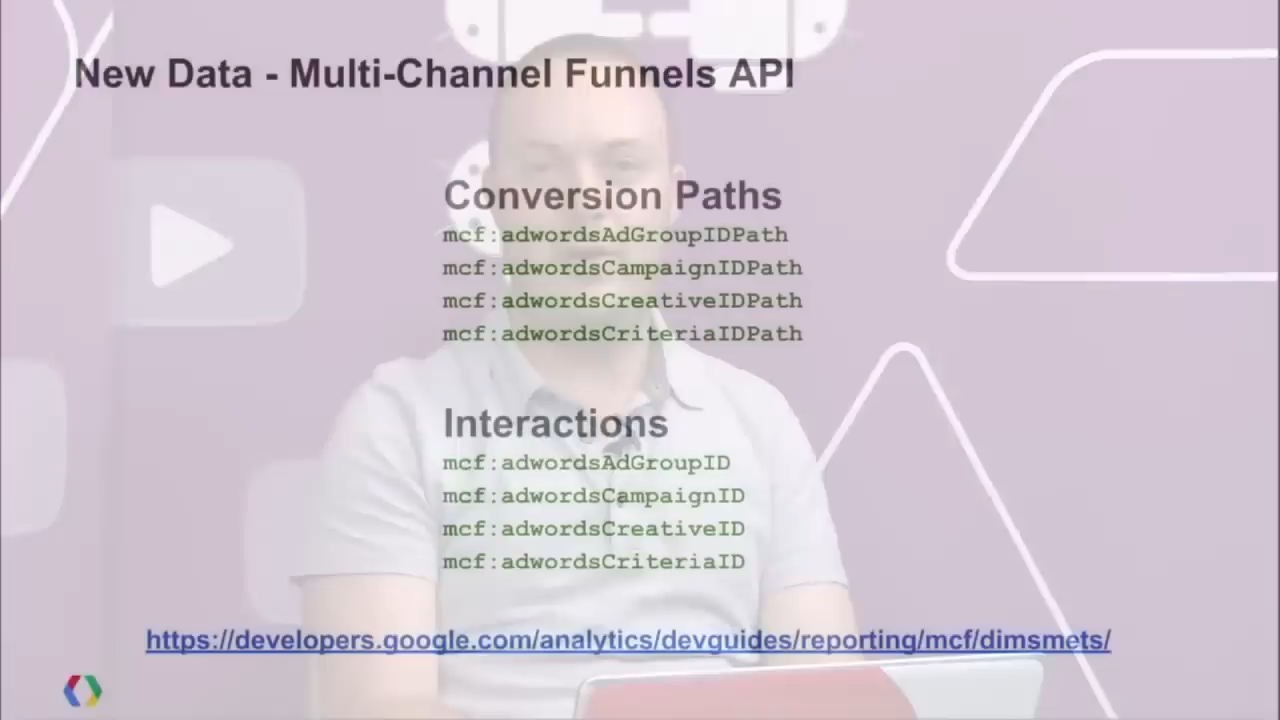 New Data - Multi-Channel Funnels API
Conversion Paths
mcf:adwordsAdGroupIDPath
mcf:adwordsCampaignIDPath
mcf:adwordsCreativeIDPath
mcf:adwordsCriteriaIDPath
Interactions
mcf:adwordsAdGroupID
mcf:adwordsCampaignID
mcf:adwordsCreativeID
mcf:adwordsCriteriaID
https://developers.google.com/analytics/devguides/reporting/mcf/dimsmets/